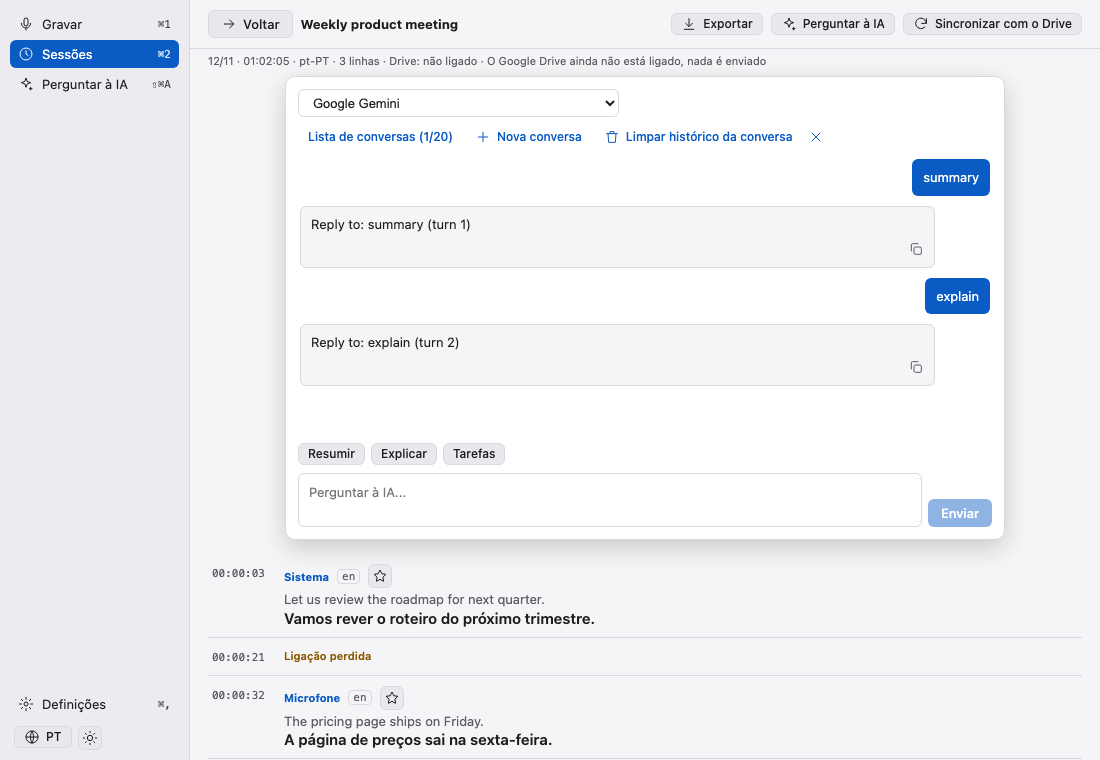 Gravar ⌘1
Sessões ⌘2
Perguntar à IA ⇧⌘A
Voltar
Weekly product meeting
Exportar
Perguntar à IA
Sincronizar com o Drive
12/11 · 01:02:05 · pt-PT · 3 linhas · Drive: não ligado · O Google Drive ainda não está ligado, nada é enviado
Google Gemini
Lista de conversas (1/20)
Nova conversa
Limpar histórico da conversa
summary
Reply to: summary (turn 1)
explain
Reply to: explain (turn 2)
Resumir
Explicar
Tarefas
Perguntar à IA...
Enviar
00:00:03 Sistema en
Let us review the roadmap for next quarter.
Vamos rever o roteiro do próximo trimestre.
00:00:21 Ligação perdida
00:00:32 Microfone en
The pricing page ships on Friday.
A página de preços sai na sexta-feira.
Definições ⌘,
PT